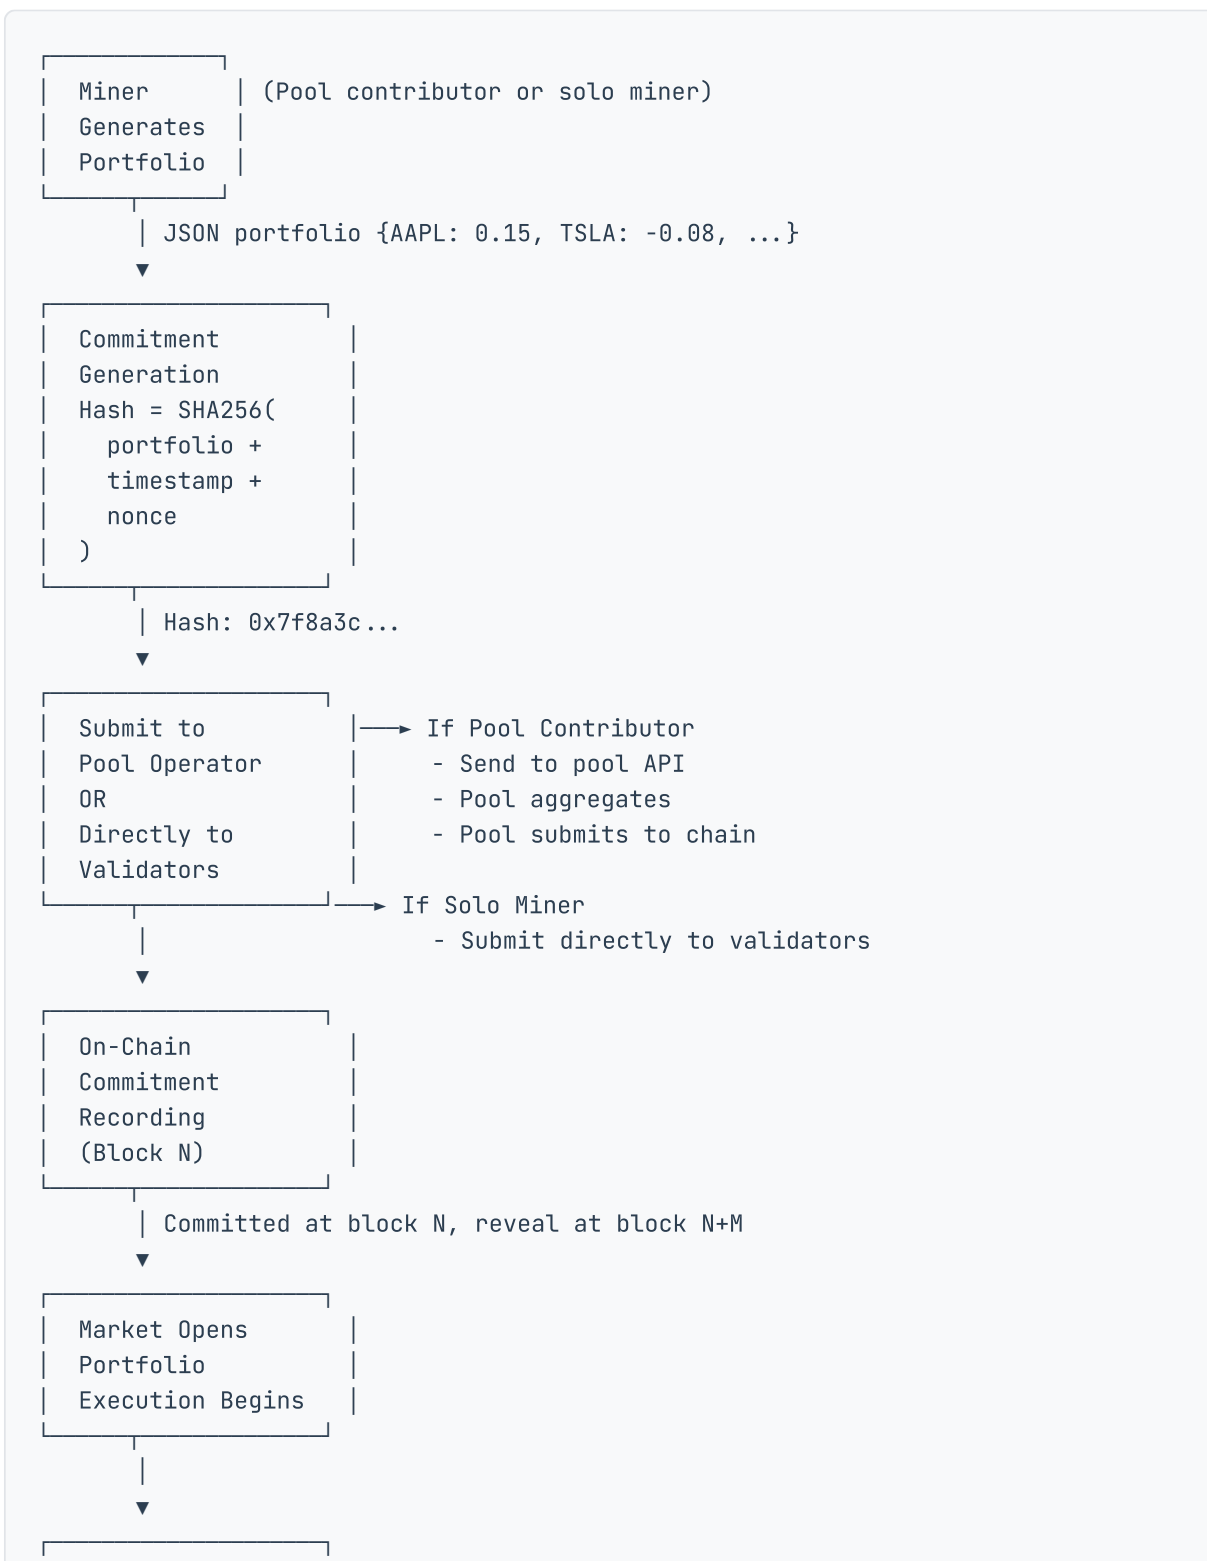 Miner (Pool contributor or solo miner)
Generates
Portfolio
JSON portfolio {AAPL: 0.15, TSLA: -0.08, ...}
Commitment
Generation
Hash = SHA256(
portfolio +
timestamp +
nonce
)
Hash: 0x7f8a3c...
Submit to If Pool Contributor
Pool Operator - Send to pool API
OR - Pool aggregates
Directly to - Pool submits to chain
Validators
If Solo Miner
- Submit directly to validators
On-Chain
Commitment
Recording
(Block N)
Committed at block N, reveal at block N+M
Market Opens
Portfolio
Execution Begins